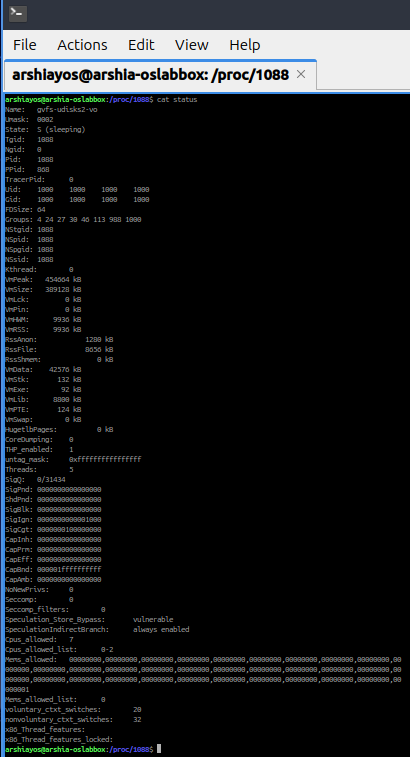 File Actions Edit View Help
arshiayos@arshia-oslabbox: /proc/1088 ×
arshiayos@arshia-oslabbox:/proc/1088$ cat status
Name: gvfs-udisks2-vo
Umask: 0002
State: S (sleeping)
Tgid: 1088
Ngid: 0
Pid: 1088
PPid: 868
TracerPid: 0
Uid: 1000 1000 1000 1000
Gid: 1000 1000 1000 1000
FDSize: 64
Groups: 4 24 27 30 46 113 988 1000
NStgid: 1088
NSpid: 1088
NSpgid: 1088
NSsid: 1088
Kthread: 0
VmPeak: 454664 kB
VmSize: 389128 kB
VmLck: 0 kB
VmPin: 0 kB
VmHWM: 9936 kB
VmRSS: 9936 kB
RssAnon: 1280 kB
RssFile: 8656 kB
RssShmem: 0 kB
VmData: 42576 kB
VmStk: 132 kB
VmExe: 92 kB
VmLib: 8800 kB
VmPTE: 124 kB
VmSwap: 0 kB
HugetlbPages: 0 kB
CoreDumping: 0
THP_enabled: 1
untag_mask: 0xffffffffffffffff
Threads: 5
SigQ: 0/31434
SigPnd: 0000000000000000
ShdPnd: 0000000000000000
SigBlk: 0000000000000000
SigIgn: 0000000000001000
SigCgt: 0000000100000000
CapInh: 0000000000000000
CapPrm: 0000000000000000
CapEff: 0000000000000000
CapBnd: 000001ffffffffff
CapAmb: 0000000000000000
NoNewPrivs: 0
Seccomp: 0
Seccomp_filters: 0
Speculation_Store_Bypass: vulnerable
SpeculationIndirectBranch: always enabled
Cpus_allowed: 7
Cpus_allowed_list: 0-2
Mems_allowed: 00000000,00000000,00000000,00000000,00000000,00000000,00000000,00000000,00000000,00
000000,00000000,00000000,00000000,00000000,00000000,00000000,00000000,00000000,00000000,00
000000,00000000,00000000,00000000,00000000,00000000,00000000,00000000,00000000,00000000,00
000001
Mems_allowed_list: 0
voluntary_ctxt_switches: 20
nonvoluntary_ctxt_switches: 32
x86_Thread_features:
x86_Thread_features_locked:
arshiayos@arshia-oslabbox:/proc/1088$